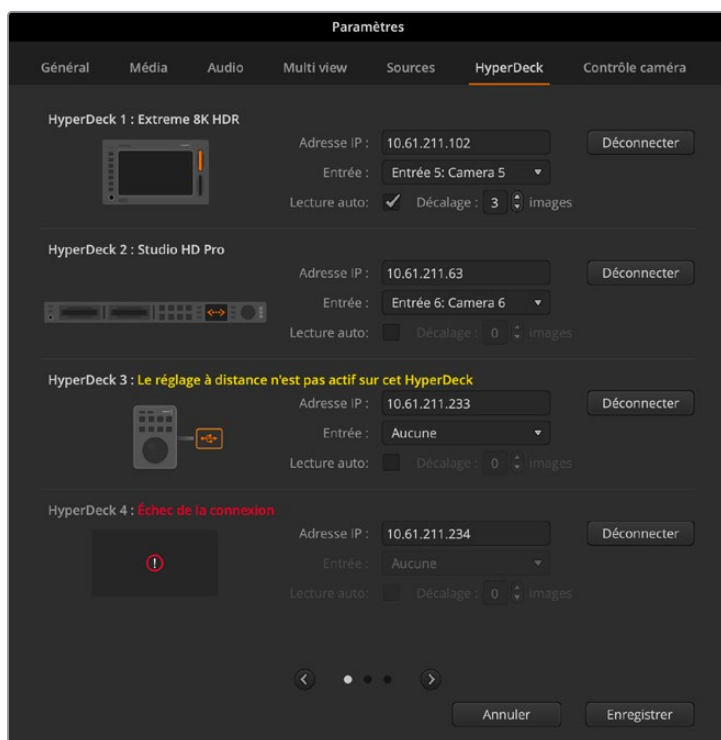 Paramètres
Général Média Audio Multi view Sources HyperDeck Contrôle caméra
HyperDeck 1 : Extreme 8K HDR
Adresse IP : 10.61.211.102 Déconnecter
Entrée : Entrée 5: Camera 5
Lecture auto: Décalage : 3 images
HyperDeck 2 : Studio HD Pro
Adresse IP : 10.61.211.63 Déconnecter
Entrée : Entrée 6: Camera 6
Lecture auto: Décalage : 0 images
HyperDeck 3 : Le réglage à distance n'est pas actif sur cet HyperDeck
Adresse IP : 10.61.211.233 Déconnecter
Entrée : Aucune
Lecture auto: Décalage : 0 images
HyperDeck 4 : Échec de la connexion
Adresse IP : 10.61.211.234 Déconnecter
Entrée : Aucune
Lecture auto: Décalage : 0 images
Annuler Enregistrer